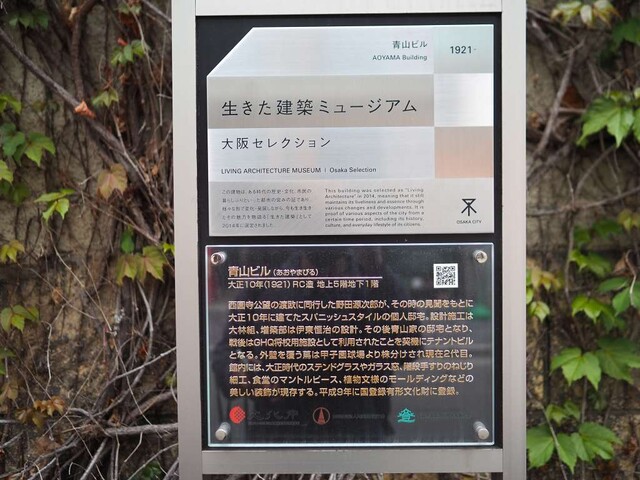 青山ビル
AOYAMA Building
1921
生きた建築ミュージアム
大阪セレクション
LIVING ARCHITECTURE MUSEUM | Osaka Selection
This building was selected as "Living
Architecture" in 2014, meaning that it still
maintains its liveliness and essence through
various changes and developments. It is
proof of various aspects of the city from a
certain time period, including its history,
culture, and everyday lifestyle of its citizens.
OSAKA CITY
青山ビル(あおやまびる)
大正10年(1921) RC造 地上5階地下1階
西園寺公望の渡欧に同行した野田源次郎が、その時の見聞をもとに
大正10年に建てたスパニッシュスタイルの個人邸宅。設計施工は
大林組、増築部は伊東恒治の設計。その後青山家の邸宅となり、
戦後はGHQ将校用施設として利用されたことを契機にテナントビル
となる。外壁を覆う蔦は甲子園球場より株分けされ現在2代目。
館内には、大正時代のステンドグラスやガラス窓、階段手すりのねじり
細工、食堂のマントルピース、植物文様のモールディングなどの
美しい装飾が現存する。平成9年に国登録有形文化財に登録。